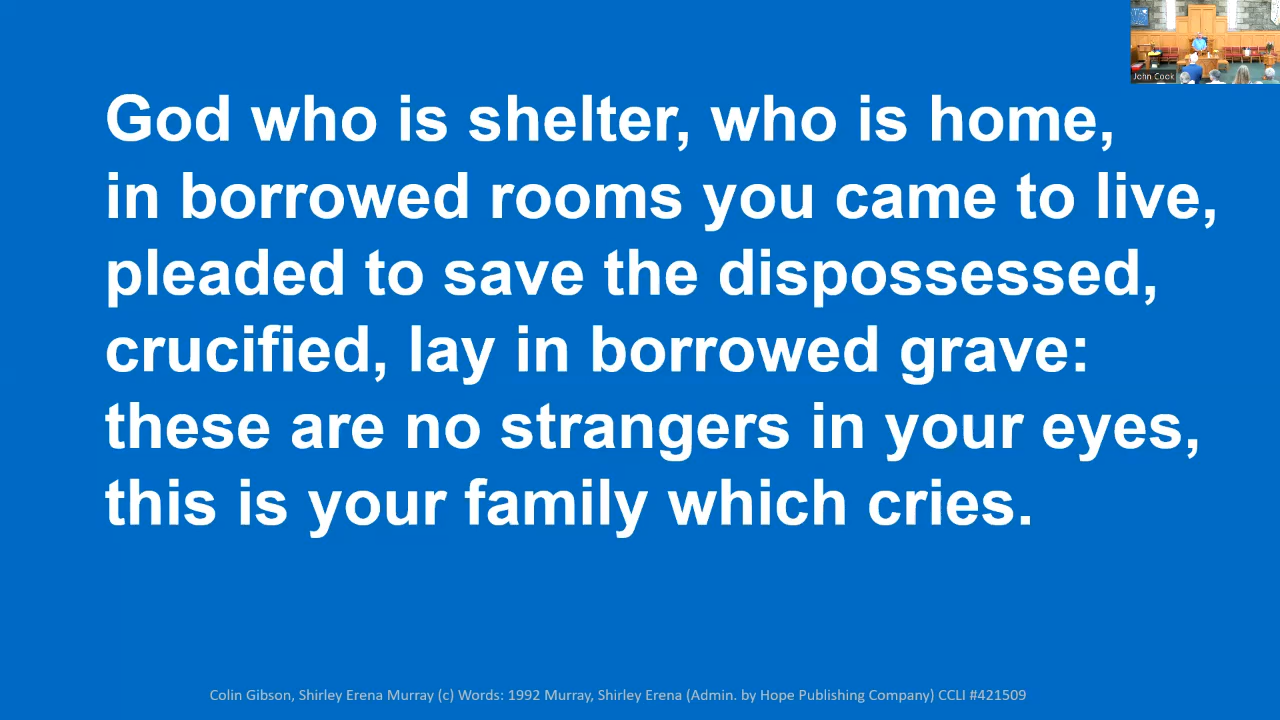 God who is shelter, who is home,
in borrowed rooms you came to live,
pleaded to save the dispossessed,
crucified, lay in borrowed grave:
these are no strangers in your eyes,
this is your family which cries.
John Cook
Colin Gibson, Shirley Erena Murray (c) Words: 1992 Murray, Shirley Erena (Admin. by Hope Publishing Company) CCLI #421509